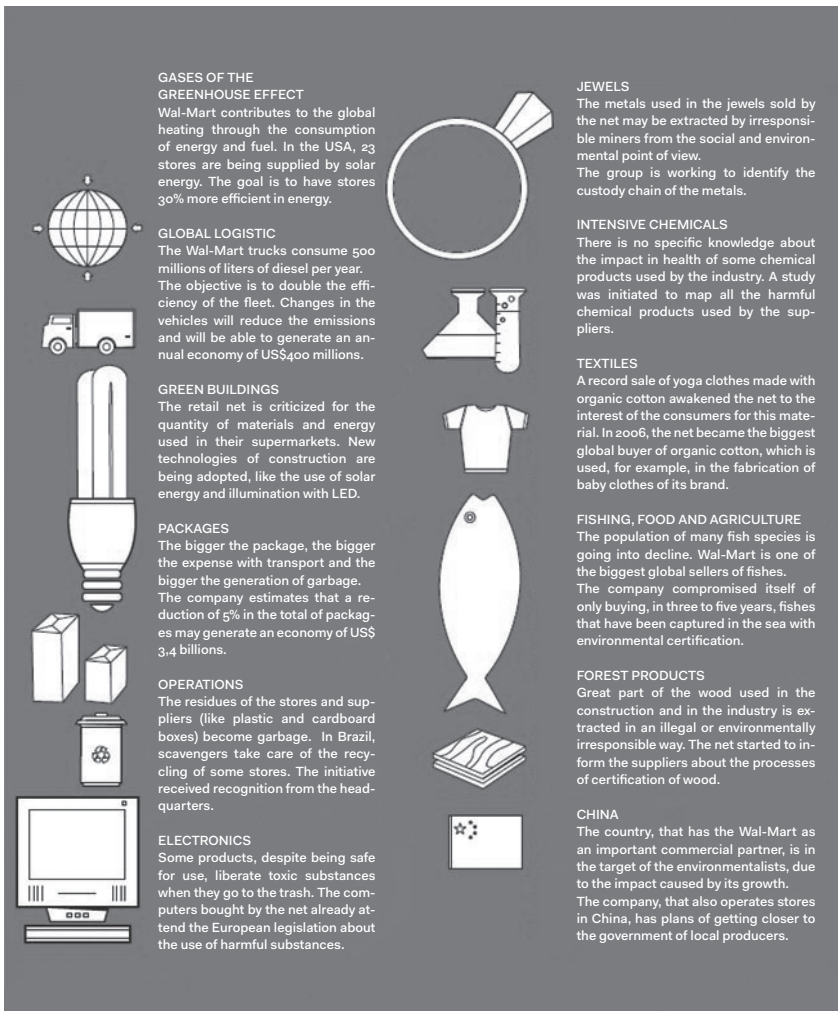 GASES OF THE
GREENHOUSE EFFECT
Wal-Mart contributes to the global
heating through the consumption
of energy and fuel. In the USA, 23
stores are being supplied by solar
energy. The goal is to have stores
30% more efficient in energy.
GLOBAL LOGISTIC
The Wal-Mart trucks consume 500
millions of liters of diesel per year.
The objective is to double the effi-
ciency of the fleet. Changes in the
vehicles will reduce the emissions
and will be able to generate an an-
nual economy of US$400 millions.
GREEN BUILDINGS
The retail net is criticized for the
quantity of materials and energy
used in their supermarkets. New
technologies of construction are
being adopted, like the use of solar
energy and illumination with LED.
PACKAGES
The bigger the package, the bigger
the expense with transport and the
bigger the generation of garbage.
The company estimates that a re-
duction of 5% in the total of packag-
es may generate an economy of US$
3,4 billions.
OPERATIONS
The residues of the stores and sup-
pliers (like plastic and cardboard
boxes) become garbage. In Brazil,
scavengers take care of the recy-
cling of some stores. The initiative
received recognition from the head-
quarters.
ELECTRONICS
Some products, despite being safe
for use, liberate toxic substances
when they go to the trash. The com-
puters bought by the net already at-
tend the European legislation about
the use of harmful substances.
JEWELS
The metals used in the jewels sold by
the net may be extracted by irresponsi-
ble miners from the social and environ-
mental point of view.
The group is working to identify the
custody chain of the metals.
INTENSIVE CHEMICALS
There is no specific knowledge about
the impact in health of some chemical
products used by the industry. A study
was initiated to map all the harmful
chemical products used by the sup-
pliers.
TEXTILES
A record sale of yoga clothes made with
organic cotton awakened the net to the
interest of the consumers for this mate-
rial. In 2006, the net became the biggest
global buyer of organic cotton, which is
used, for example, in the fabrication of
baby clothes of its brand.
FISHING, FOOD AND AGRICULTURE
The population of many fish species is
going into decline. Wal-Mart is one of
the biggest global sellers of fishes.
The company compromised itself of
only buying, in three to five years, fishes
that have been captured in the sea with
environmental certification.
FOREST PRODUCTS
Great part of the wood used in the
construction and in the industry is ex-
tracted in an illegal or environmentally
irresponsible way. The net started to in-
form the suppliers about the processes
of certification of wood.
CHINA
The country, that has the Wal-Mart as
an important commercial partner, is in
the target of the environmentalists, due
to the impact caused by its growth.
The company, that also operates stores
in China, has plans of getting closer to
the government of local producers.